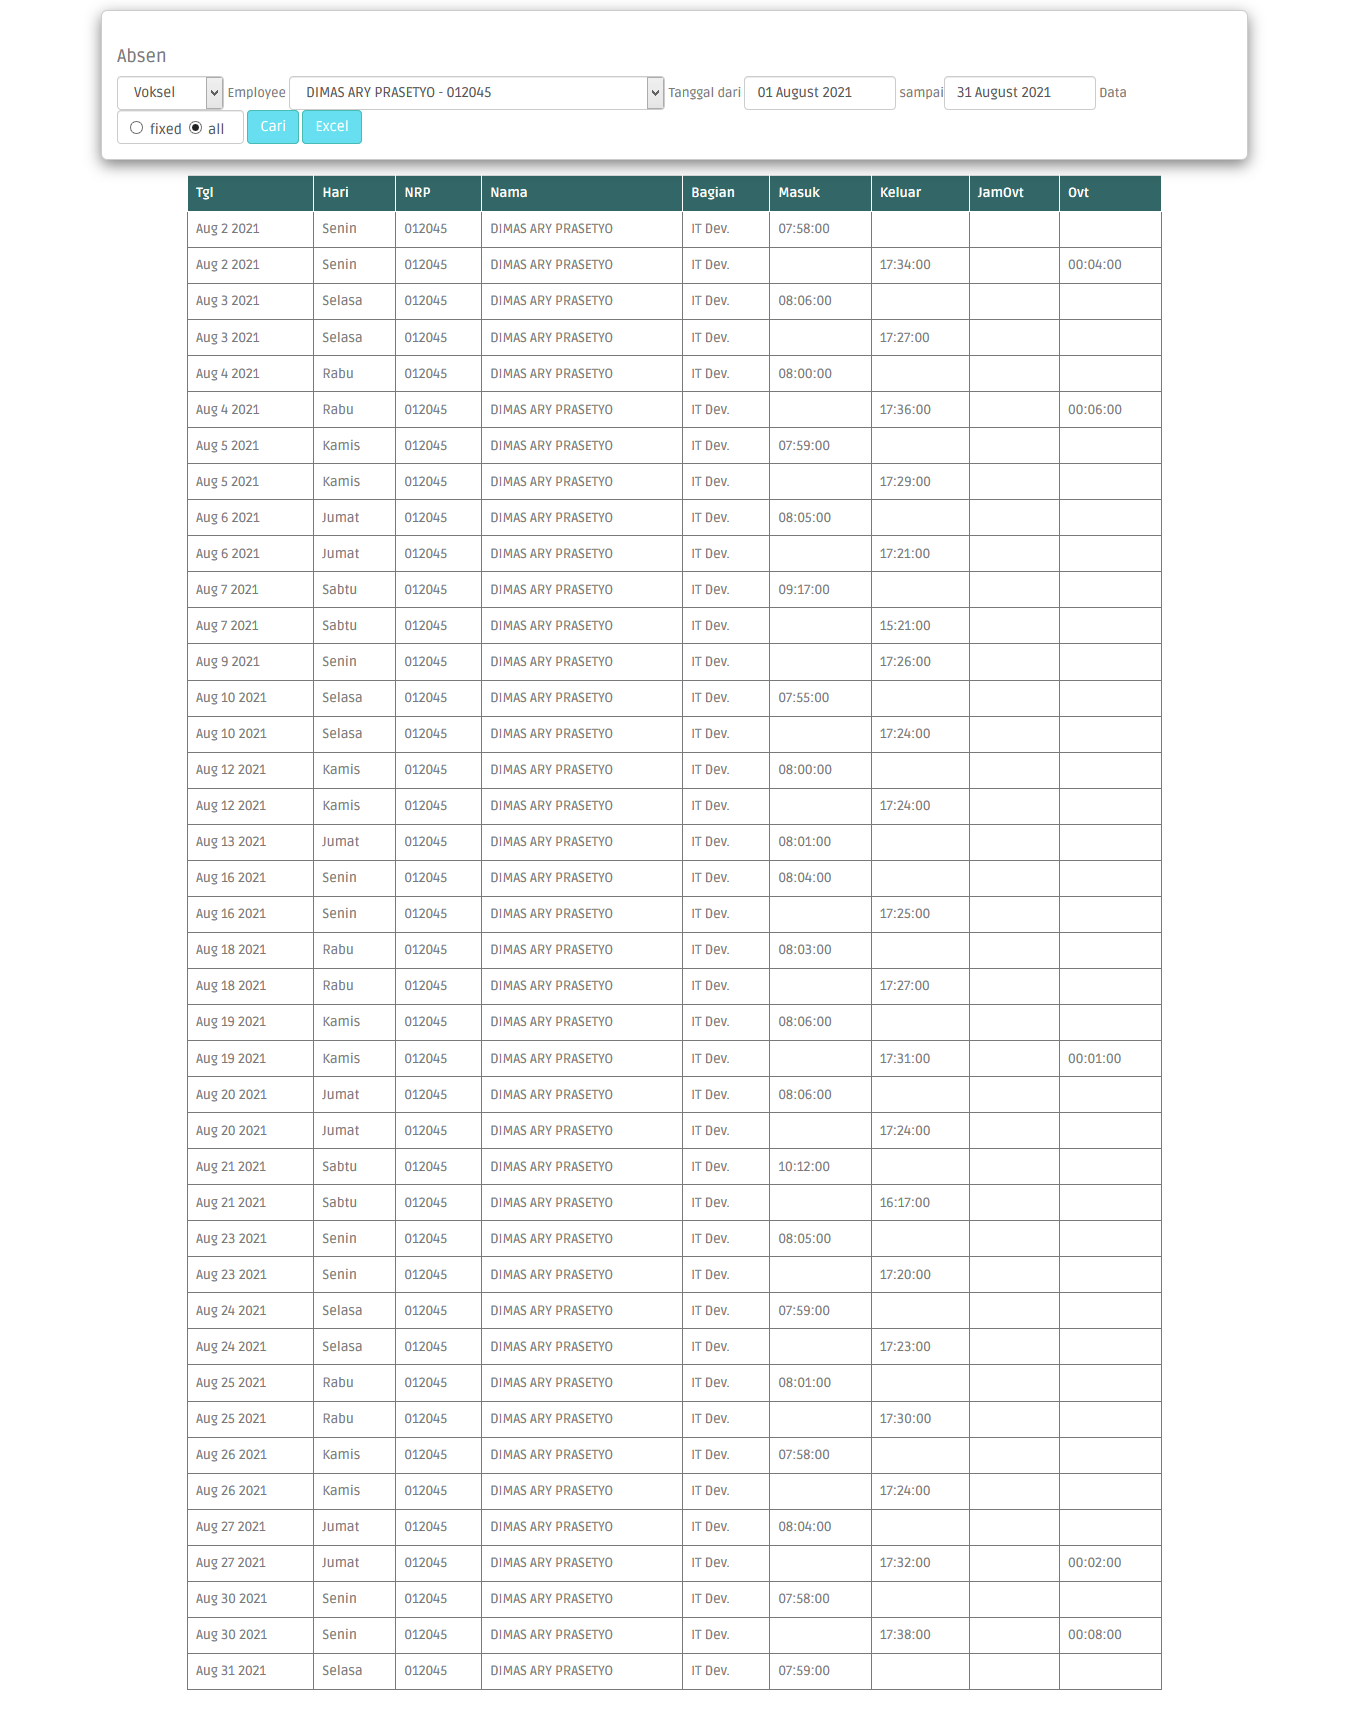 Absen
Voksel Employee DIMAS ARY PRASETYO - 012045 Tanggal dari 01 August 2021 sampai 31 August 2021 Data
fixed all Cari Excel
Tgl Hari NRP Nama Bagian Masuk Keluar JamOvt Ovt
Aug 2 2021 Senin 012045 DIMAS ARY PRASETYO IT Dev. 07:58:00
Aug 2 2021 Senin 012045 DIMAS ARY PRASETYO IT Dev. 17:34:00 00:04:00
Aug 3 2021 Selasa 012045 DIMAS ARY PRASETYO IT Dev. 08:06:00
Aug 3 2021 Selasa 012045 DIMAS ARY PRASETYO IT Dev. 17:27:00
Aug 4 2021 Rabu 012045 DIMAS ARY PRASETYO IT Dev. 08:00:00
Aug 4 2021 Rabu 012045 DIMAS ARY PRASETYO IT Dev. 17:36:00 00:06:00
Aug 5 2021 Kamis 012045 DIMAS ARY PRASETYO IT Dev. 07:59:00
Aug 5 2021 Kamis 012045 DIMAS ARY PRASETYO IT Dev. 17:29:00
Aug 6 2021 Jumat 012045 DIMAS ARY PRASETYO IT Dev. 08:05:00
Aug 6 2021 Jumat 012045 DIMAS ARY PRASETYO IT Dev. 17:21:00
Aug 7 2021 Sabtu 012045 DIMAS ARY PRASETYO IT Dev. 09:17:00
Aug 7 2021 Sabtu 012045 DIMAS ARY PRASETYO IT Dev. 15:21:00
Aug 9 2021 Senin 012045 DIMAS ARY PRASETYO IT Dev. 17:26:00
Aug 10 2021 Selasa 012045 DIMAS ARY PRASETYO IT Dev. 07:55:00
Aug 10 2021 Selasa 012045 DIMAS ARY PRASETYO IT Dev. 17:24:00
Aug 12 2021 Kamis 012045 DIMAS ARY PRASETYO IT Dev. 08:00:00
Aug 12 2021 Kamis 012045 DIMAS ARY PRASETYO IT Dev. 17:24:00
Aug 13 2021 Jumat 012045 DIMAS ARY PRASETYO IT Dev. 08:01:00
Aug 16 2021 Senin 012045 DIMAS ARY PRASETYO IT Dev. 08:04:00
Aug 16 2021 Senin 012045 DIMAS ARY PRASETYO IT Dev. 17:25:00
Aug 18 2021 Rabu 012045 DIMAS ARY PRASETYO IT Dev. 08:03:00
Aug 18 2021 Rabu 012045 DIMAS ARY PRASETYO IT Dev. 17:27:00
Aug 19 2021 Kamis 012045 DIMAS ARY PRASETYO IT Dev. 08:06:00
Aug 19 2021 Kamis 012045 DIMAS ARY PRASETYO IT Dev. 17:31:00 00:01:00
Aug 20 2021 Jumat 012045 DIMAS ARY PRASETYO IT Dev. 08:06:00
Aug 20 2021 Jumat 012045 DIMAS ARY PRASETYO IT Dev. 17:24:00
Aug 21 2021 Sabtu 012045 DIMAS ARY PRASETYO IT Dev. 10:12:00
Aug 21 2021 Sabtu 012045 DIMAS ARY PRASETYO IT Dev. 16:17:00
Aug 23 2021 Senin 012045 DIMAS ARY PRASETYO IT Dev. 08:05:00
Aug 23 2021 Senin 012045 DIMAS ARY PRASETYO IT Dev. 17:20:00
Aug 24 2021 Selasa 012045 DIMAS ARY PRASETYO IT Dev. 07:59:00
Aug 24 2021 Selasa 012045 DIMAS ARY PRASETYO IT Dev. 17:23:00
Aug 25 2021 Rabu 012045 DIMAS ARY PRASETYO IT Dev. 08:01:00
Aug 25 2021 Rabu 012045 DIMAS ARY PRASETYO IT Dev. 17:30:00
Aug 26 2021 Kamis 012045 DIMAS ARY PRASETYO IT Dev. 07:58:00
Aug 26 2021 Kamis 012045 DIMAS ARY PRASETYO IT Dev. 17:24:00
Aug 27 2021 Jumat 012045 DIMAS ARY PRASETYO IT Dev. 08:04:00
Aug 27 2021 Jumat 012045 DIMAS ARY PRASETYO IT Dev. 17:32:00 00:02:00
Aug 30 2021 Senin 012045 DIMAS ARY PRASETYO IT Dev. 07:58:00
Aug 30 2021 Senin 012045 DIMAS ARY PRASETYO IT Dev. 17:38:00 00:08:00
Aug 31 2021 Selasa 012045 DIMAS ARY PRASETYO IT Dev. 07:59:00